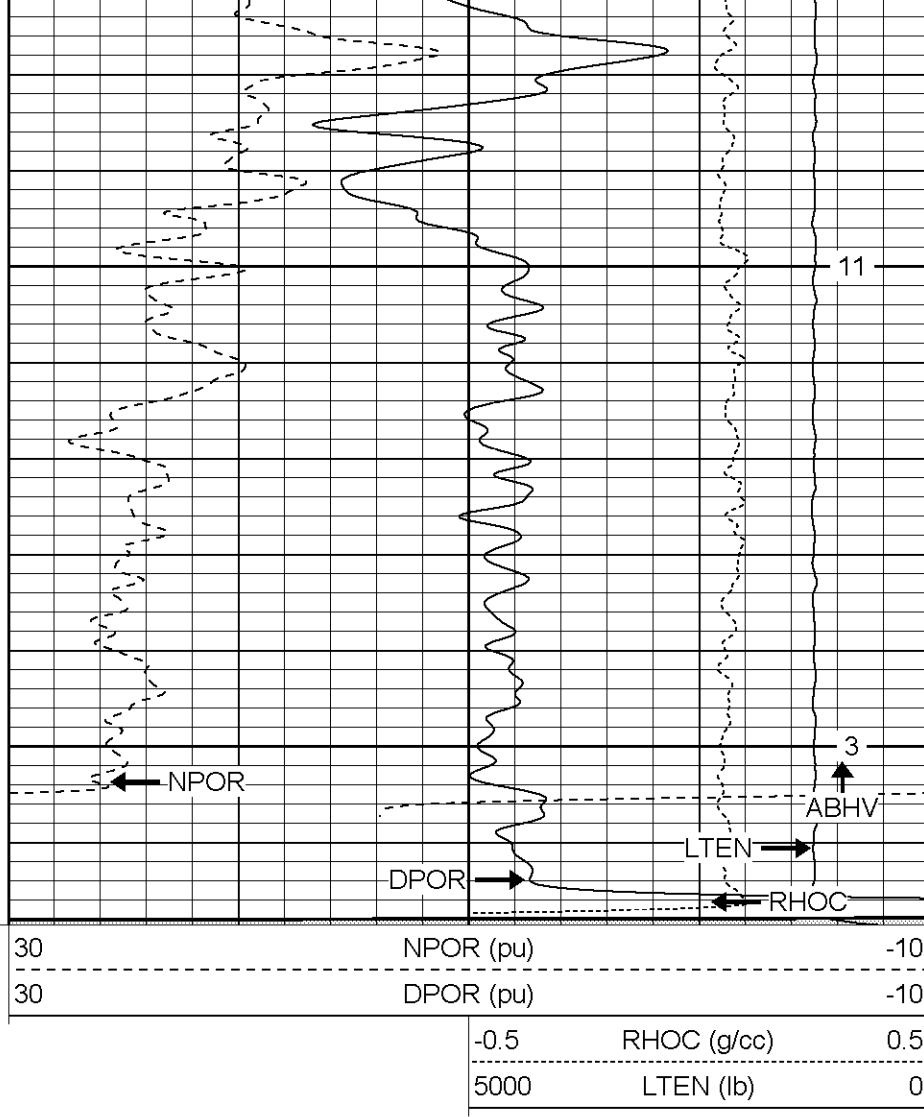 11
3
NPOR
ABHV
LTEN
DPOR
RHOC
30 NPOR (pu) -10
30 DPOR (pu) -10
-0.5 RHOC (g/cc) 0.5
5000 LTEN (lb) 0